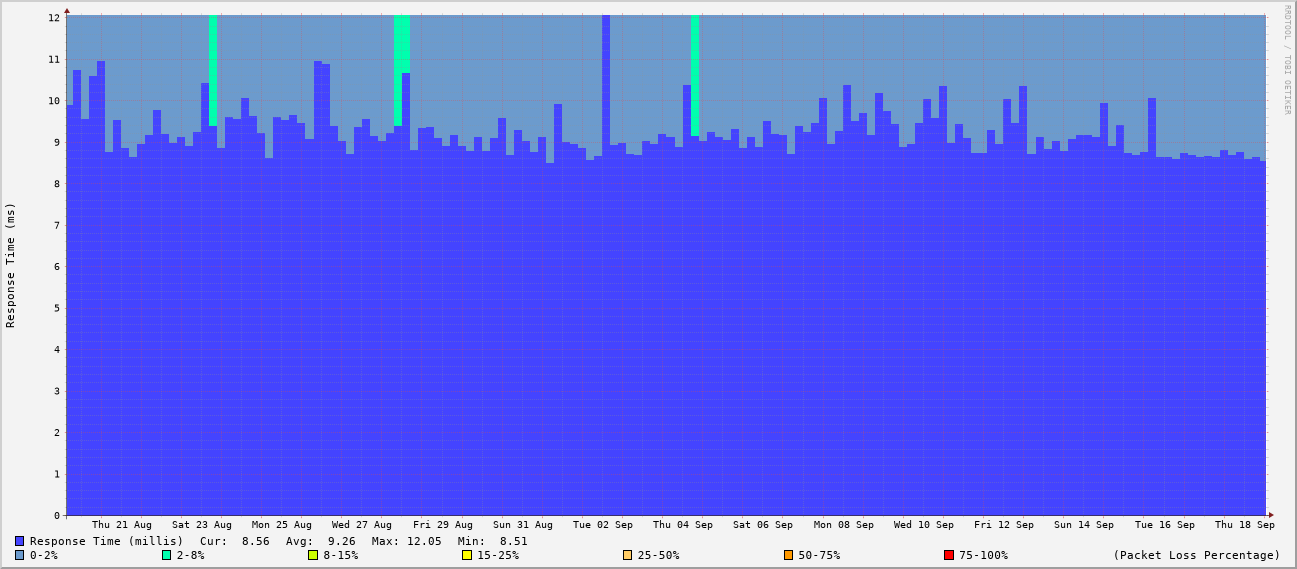 RRDTOOL / TOBI OETIKER
Response Time (ms)
12
11
10
9
8
7
6
5
4
3
2
1
0
Thu 21 Aug Sat 23 Aug Mon 25 Aug Wed 27 Aug Fri 29 Aug Sun 31 Aug Tue 02 Sep Thu 04 Sep Sat 06 Sep Mon 08 Sep Wed 10 Sep Fri 12 Sep Sun 14 Sep Tue 16 Sep Thu 18 Sep
Response Time (millis) Cur: 8.56 Avg: 9.26 Max: 12.05 Min: 8.51
0-2% 2-8% 8-15% 15-25% 25-50% 50-75% 75-100% (Packet Loss Percentage)